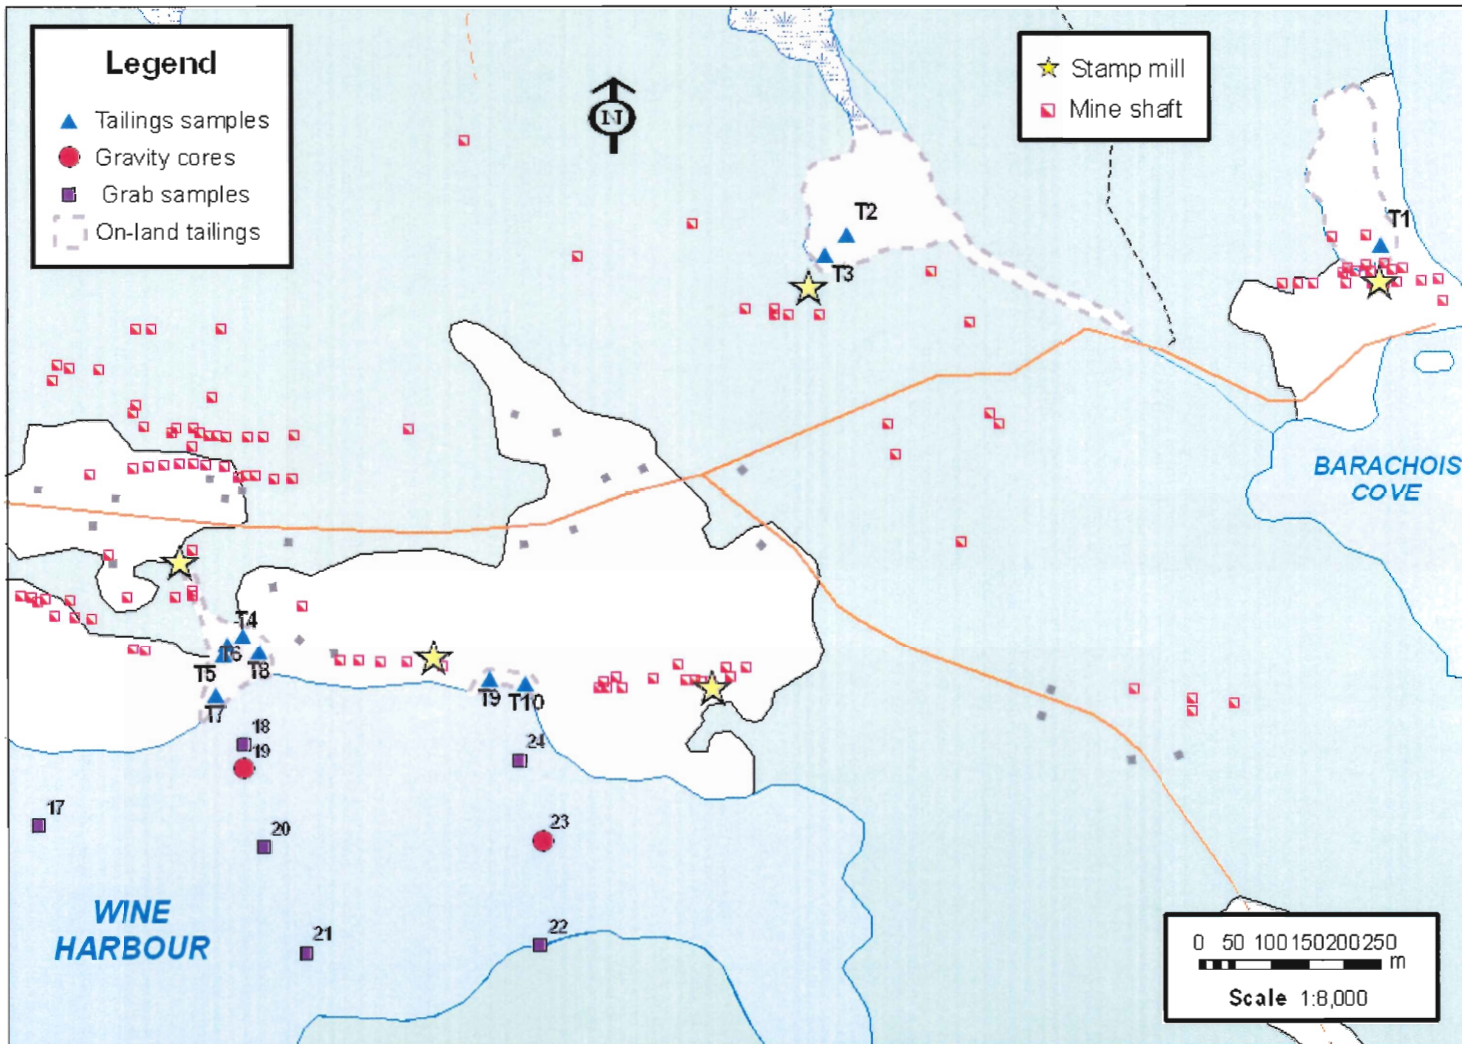 Legend
Tailings samples
Gravity cores
Grab samples
On-land tailings
N
Stamp mill
Mine shaft
T1
T2
T3
BARACHOIS
COVE
T4
T6
T5
T8
T7
T9
T10
18
19
24
17
20
23
WINE
HARBOUR
21
22
0 50 100 150 200 250
m
Scale 1:8,000